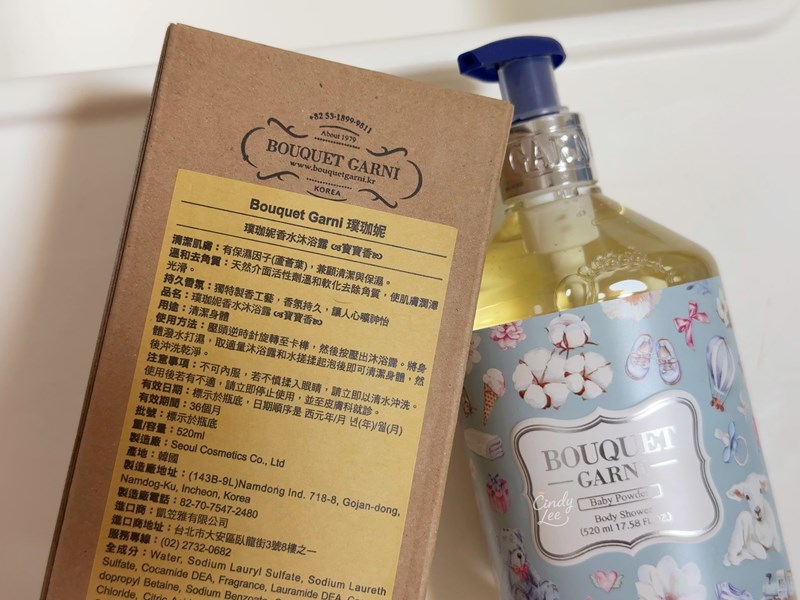 +82 53-1899-9811
About 1979
BOUQUET GARNI
www.bouquetgarni.kr
KOREA
Bouquet Garni 璞珈妮
璞珈妮香水沐浴露 ಡ寶寶香ಡ
清潔肌膚：有保濕因子(蘆薈葉)，兼顧清潔與保濕。
溫和去角質：天然介面活性劑溫和軟化去除角質，使肌膚潤澤
光滑。
持久香氛：獨特製香工藝，香氛持久，讓人心曠神怡
品名：璞珈妮香水沐浴露 寶寶香
用途：清潔身體
使用方法：壓頭逆時針旋轉至卡榫，然後按壓出沐浴露。將身
體潑水打濕，取適量沐浴露和水搓揉起泡後即可清潔身體，然
後沖洗乾淨。
注意事項：不可內服，若不慎揉入眼睛，請立即以清水沖洗。
使用後若有不適，請立即停止使用，並至皮膚科就診。
有效日期：標示於瓶底，日期順序是 西元年/月 년(年)/월(月)
有效期間：36個月
批號：標示於瓶底
重/容量：520ml
製造廠：Seoul Cosmetics Co., Ltd
產地：韓國
製造廠地址：(143B-9L)Namdong Ind. 718-8, Gojan-dong,
Namdog-Ku, Incheon, Korea
製造廠電話：82-70-7547-2480
進口商：凱笠雅有限公司
進口商地址：台北市大安區臥龍街3號8樓之一
服務專線：(02) 2732-0682
全成分：Water, Sodium Lauryl Sulfate, Sodium Laureth
Sulfate, Cocamide DEA, Fragrance, Lauramide DEA,
dopropyl Betaine, Sodium Benzoate,
Chloride, Citric
GARNI
BOUQUET
GARNI
Baby Powder
Body Shower
(520 ml 17.58 Fl. oz.)
Cindy
Lee